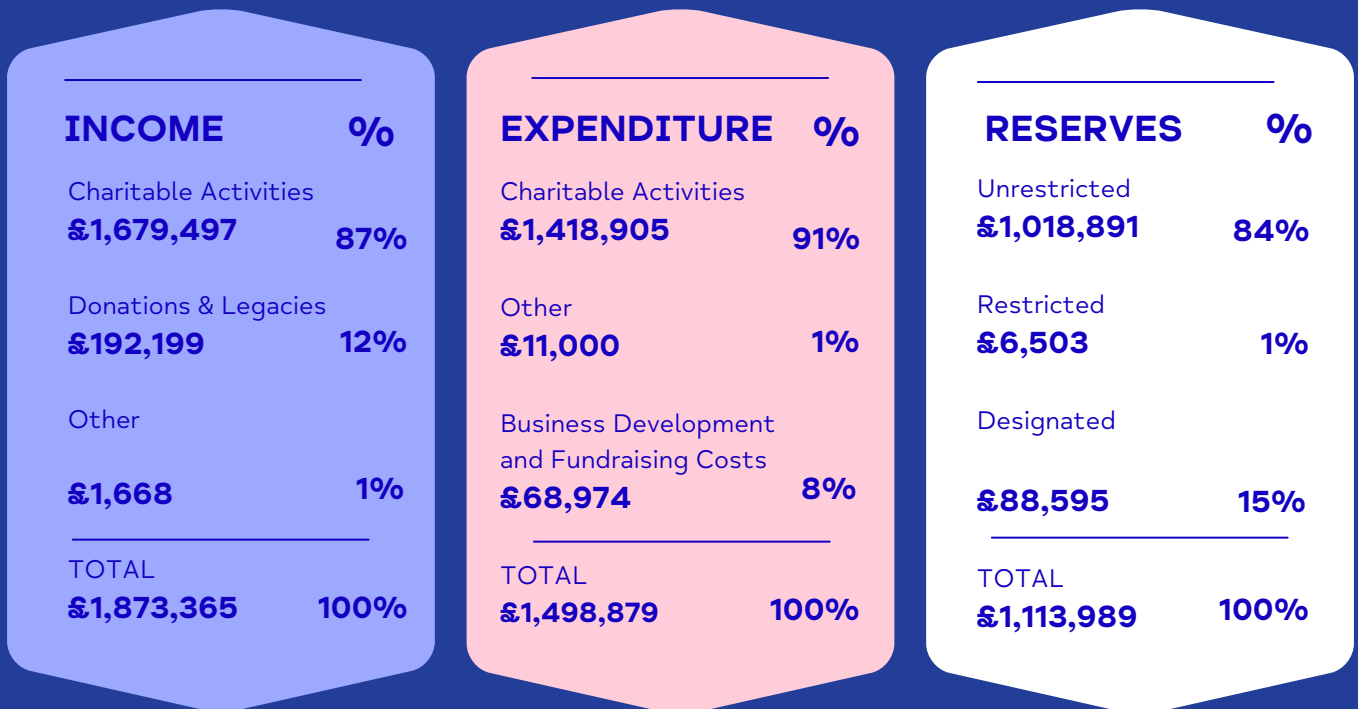 INCOME %
Charitable Activities
£1,679,497 87%
Donations & Legacies
£192,199 12%
Other
£1,668 1%
TOTAL
£1,873,365 100%
EXPENDITURE %
Charitable Activities
£1,418,905 91%
Other
£11,000 1%
Business Development
and Fundraising Costs
£68,974 8%
TOTAL
£1,498,879 100%
RESERVES %
Unrestricted
£1,018,891 84%
Restricted
£6,503 1%
Designated
£88,595 15%
TOTAL
£1,113,989 100%